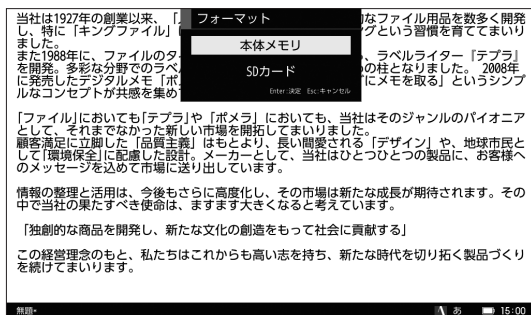 当社は1927年の創業以来、「
なファイル用品を数多く開発
し、特に「キングファイル」
グという習慣を育ててまいり
ました。
また1988年に、ファイルのタ
、ラベルライター『テプラ』
を開発。多彩な分野でのラベ
の柱となりました。 2008年
に発売したデジタルメモ「ポ
にメモを取る」というシンプ
ルなコンセプトが共感を集め
フォーマット
本体メモリ
SDカード
Enter:決定 Esc:キャンセル
「ファイル」においても「テプラ」や「ポメラ」においても、当社はそのジャンルのパイオニア
として、それまでなかった新しい市場を開拓してまいりました。
顧客満足に立脚した「品質主義」はもとより、長い間愛される「デザイン」や、地球市民と
して「環境保全」に配慮した設計。メーカーとして、当社はひとつひとつの製品に、お客様へ
のメッセージを込めて市場に送り出しています。
情報の整理と活用は、今後もさらに高度化し、その市場は新たな成長が期待されます。その
中で当社の果たすべき使命は、ますます大きくなると考えています。
「独創的な商品を開発し、新たな文化の創造をもって社会に貢献する」
この経営理念のもと、私たちはこれからも高い志を持ち、新たな時代を切り拓く製品づくり
を続けてまいります。
無題*
A あ 15:00